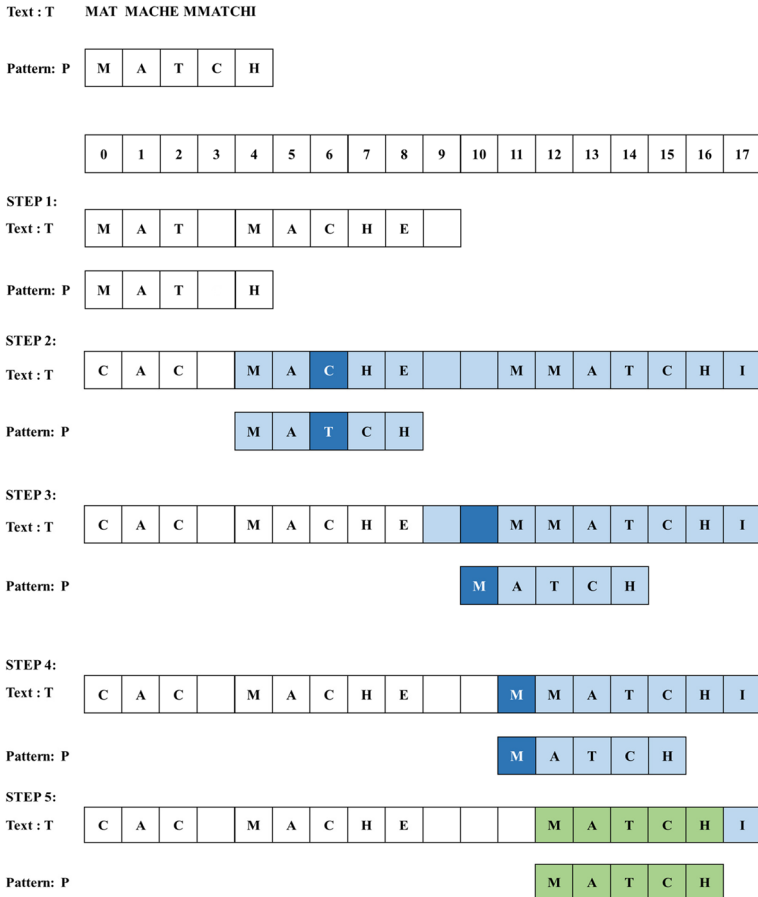 Text : T MAT MACHE MMATCHI
Pattern: P M A T C H
0 1 2 3 4 5 6 7 8 9 10 11 12 13 14 15 16 17
STEP 1:
Text : T M A T M A C H E
Pattern: P M A T H
STEP 2:
Text : T C A C M A C H E M M A T C H I
Pattern: P M A T C H
STEP 3:
Text : T C A C M A C H E M M A T C H I
Pattern: P M A T C H
STEP 4:
Text : T C A C M A C H E M M A T C H I
Pattern: P M A T C H
STEP 5:
Text : T C A C M A C H E M A T C H I
Pattern: P M A T C H